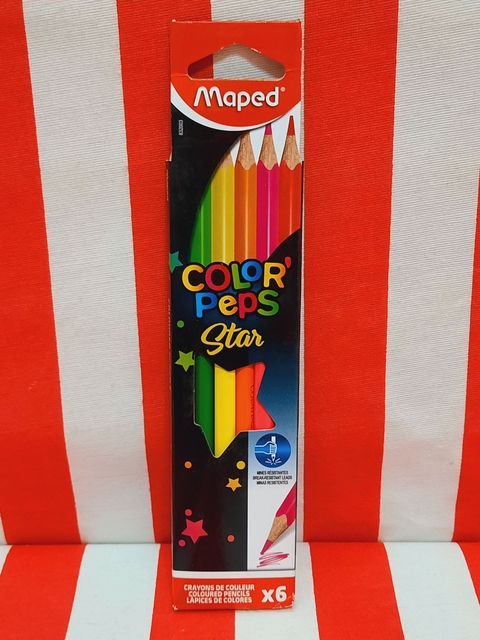 Maped®
COLOR'
PePS
Star
MINES RÉSISTANTES
BREAK-RESISTANT LEADS
MINAS RESISTENTES
CRAYONS DE COULEUR
COLOURED PENCILS
LÁPICES DE COLORES
x6